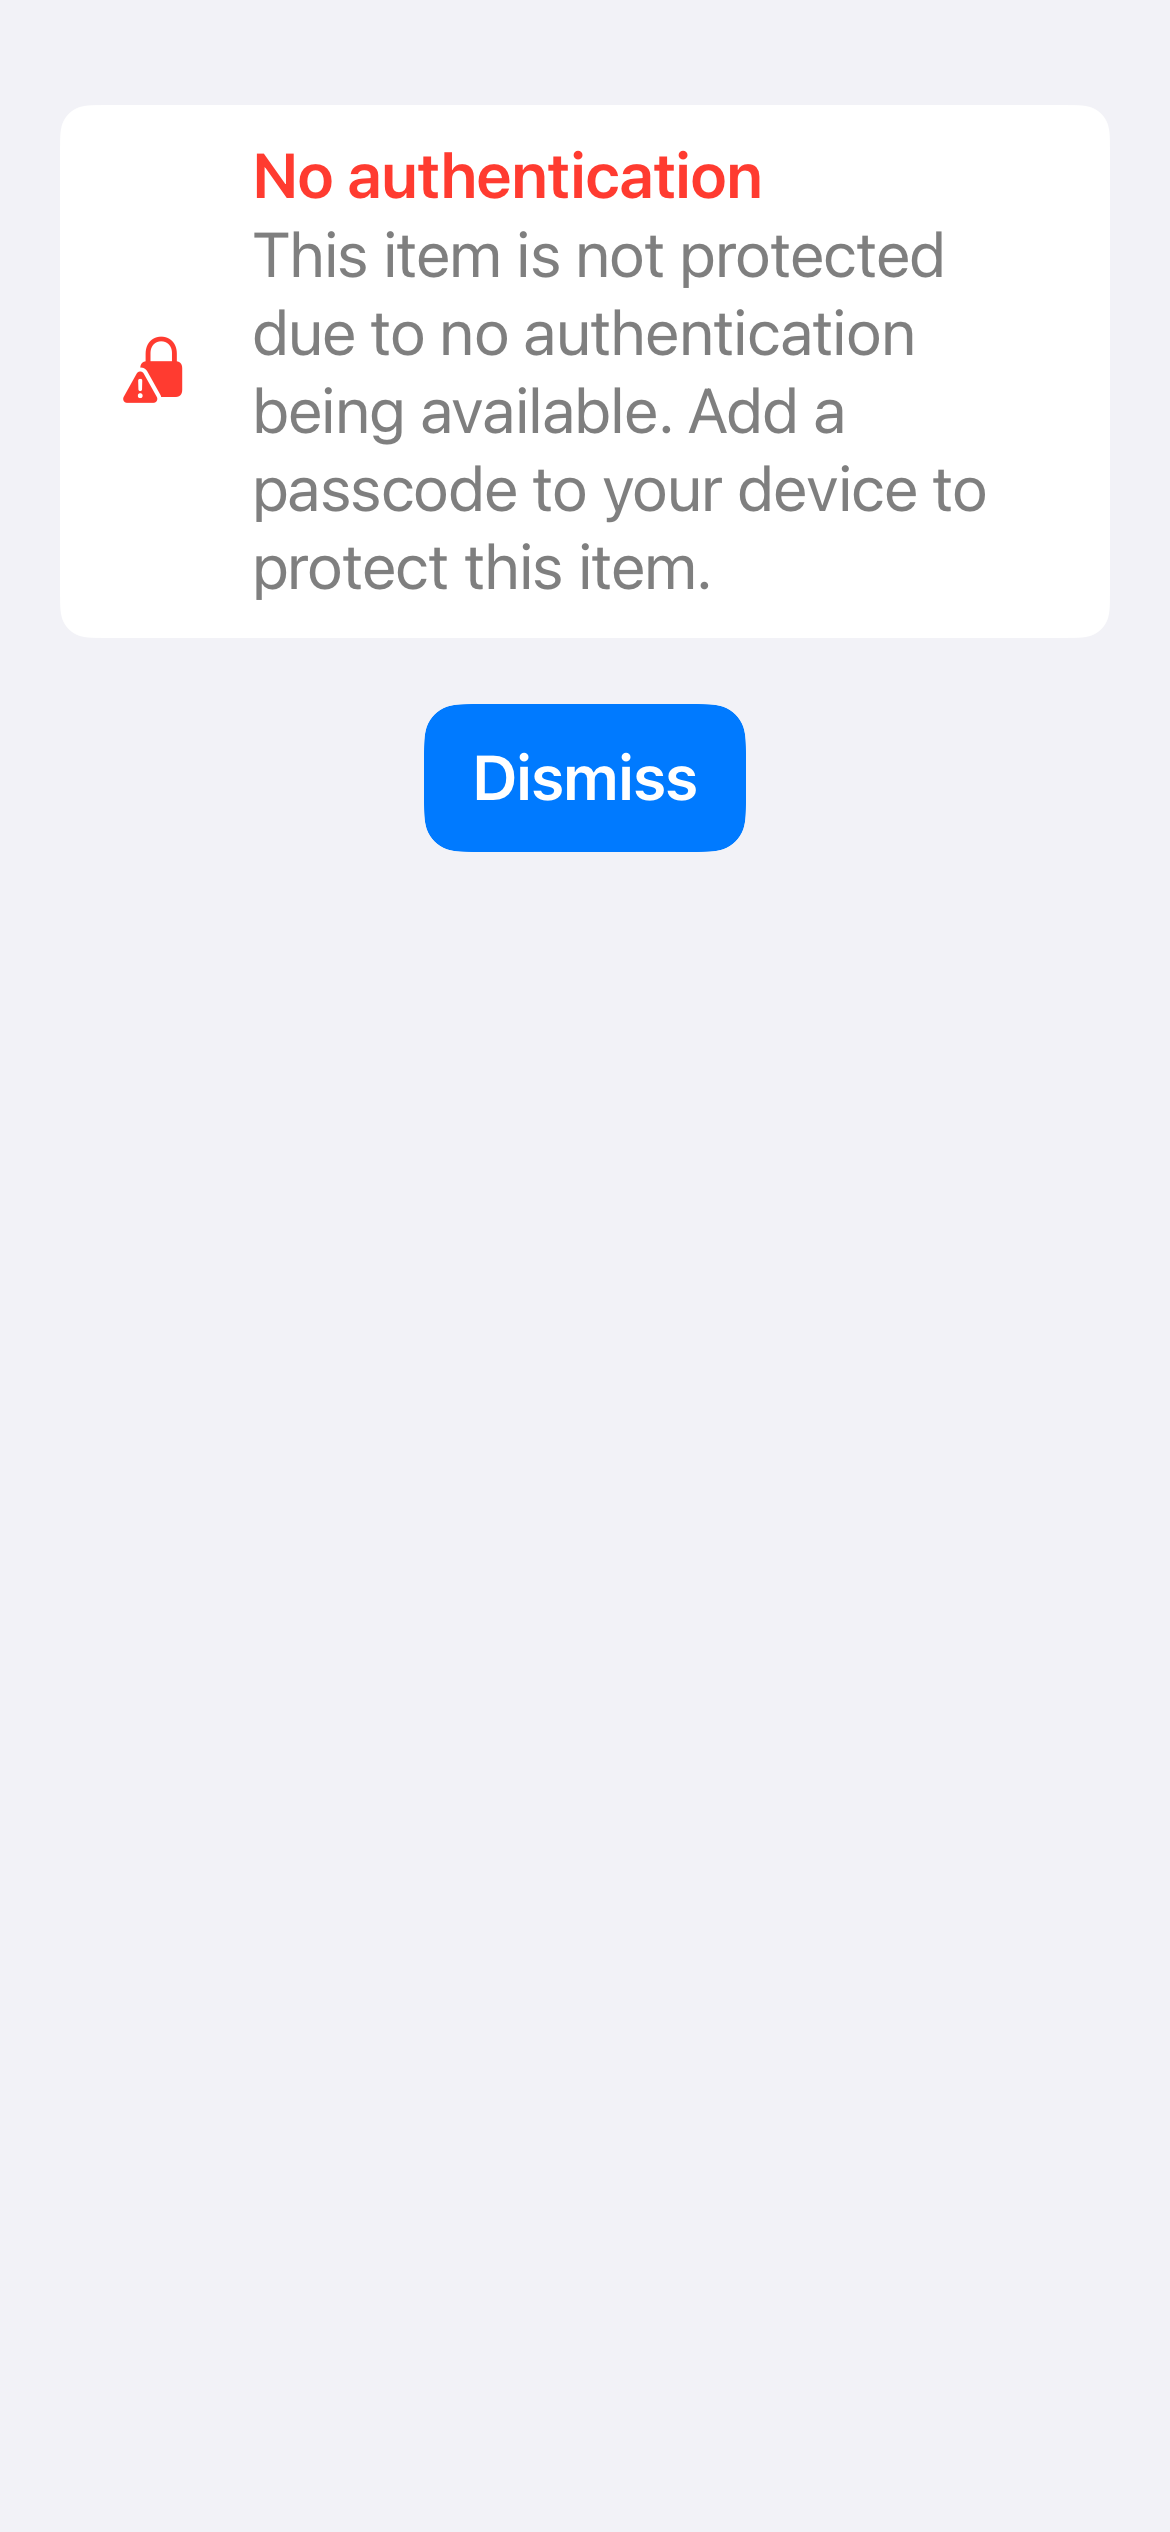 No authentication
This item is not protected
due to no authentication
being available. Add a
passcode to your device to
protect this item.
Dismiss